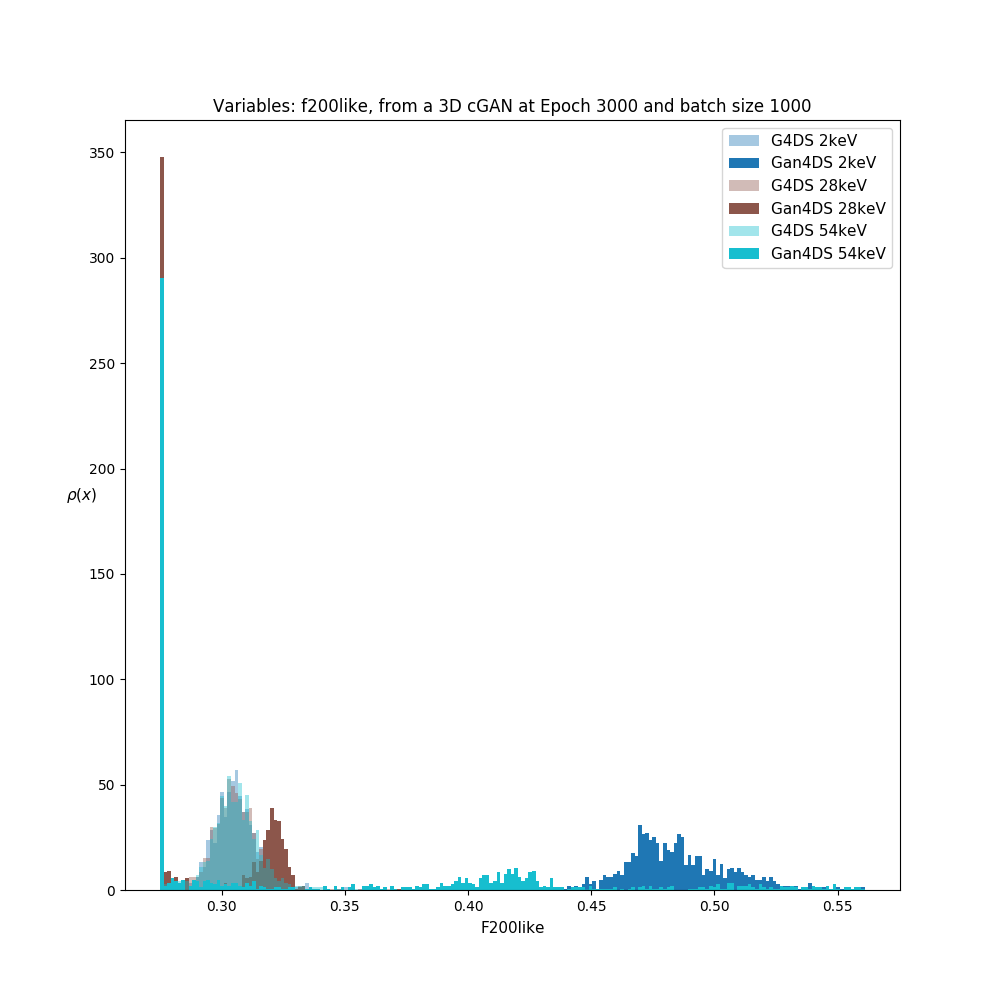 Variables: f200like, from a 3D cGAN at Epoch 3000 and batch size 1000
G4DS 2keV
Gan4DS 2keV
G4DS 28keV
Gan4DS 28keV
G4DS 54keV
Gan4DS 54keV
350
300
250
200
150
100
50
0
ρ(x)
0.30 0.35 0.40 0.45 0.50 0.55
F200like